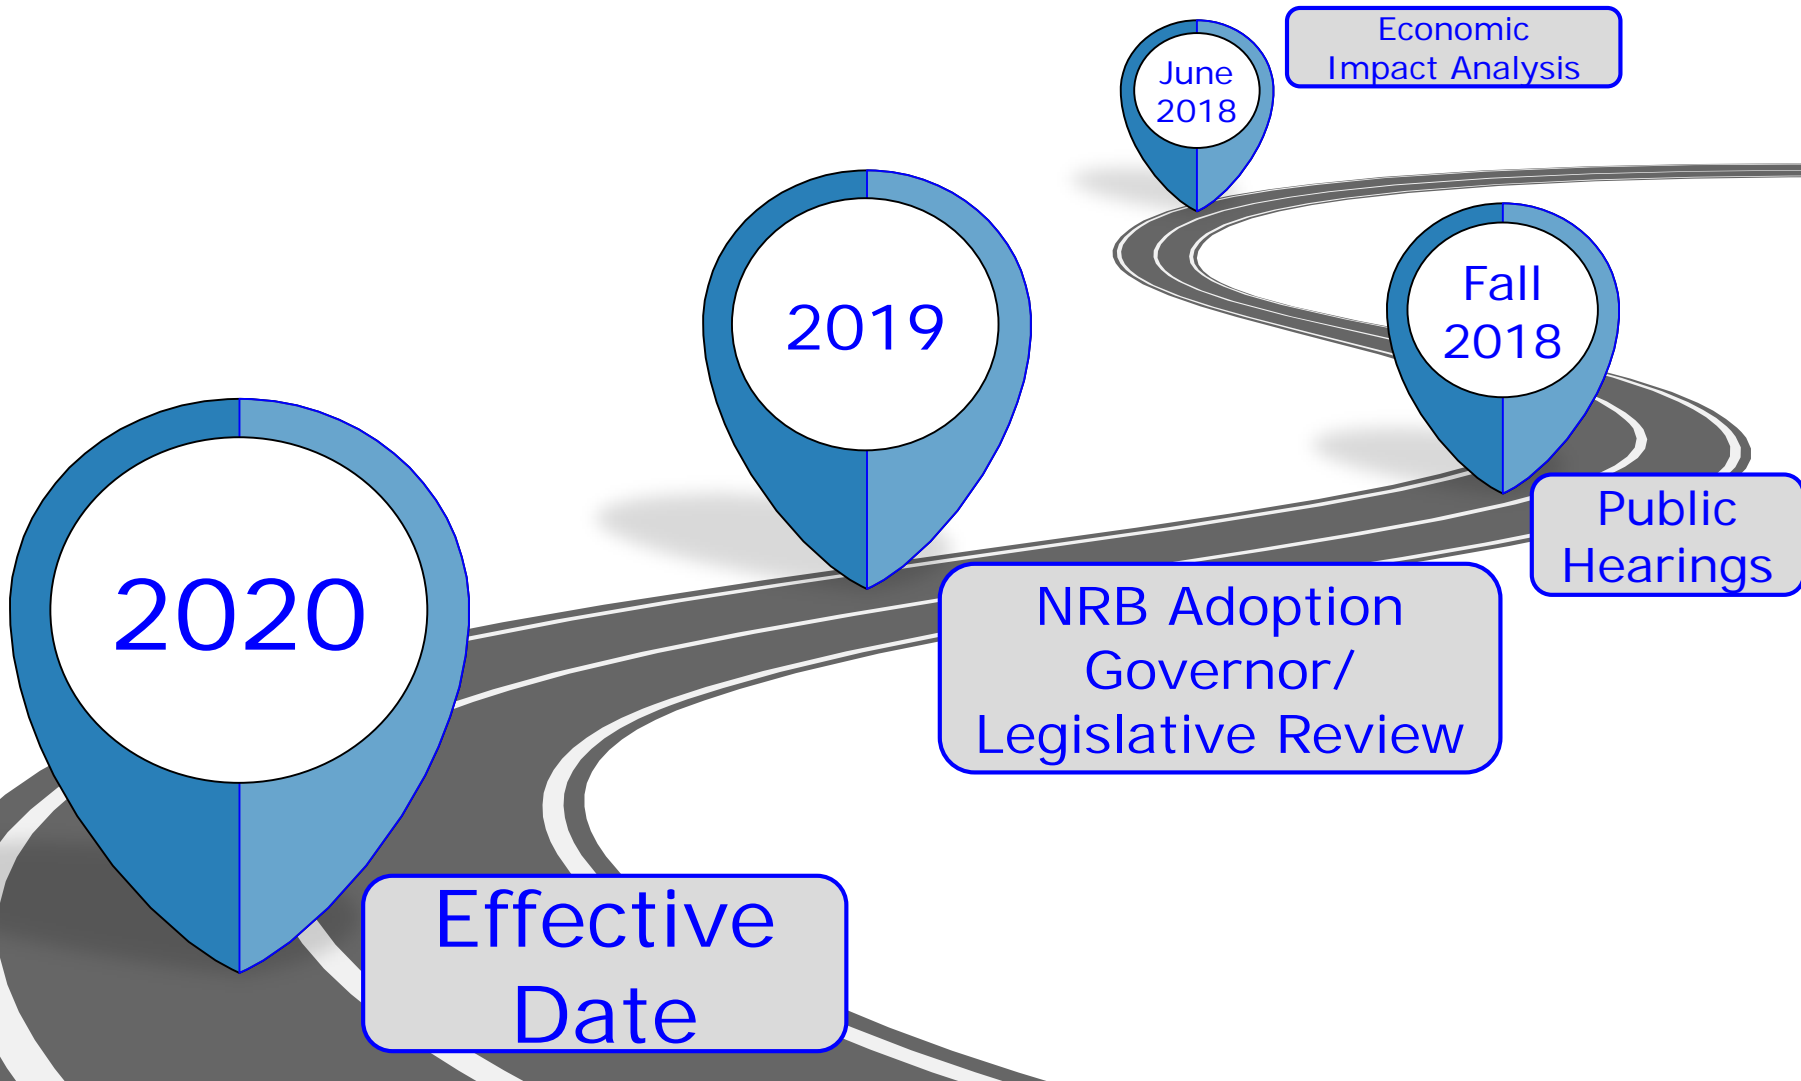 Economic
Impact Analysis
June
2018
Fall
2018
Public
Hearings
2019
NRB Adoption
Governor/
Legislative Review
2020
Effective
Date